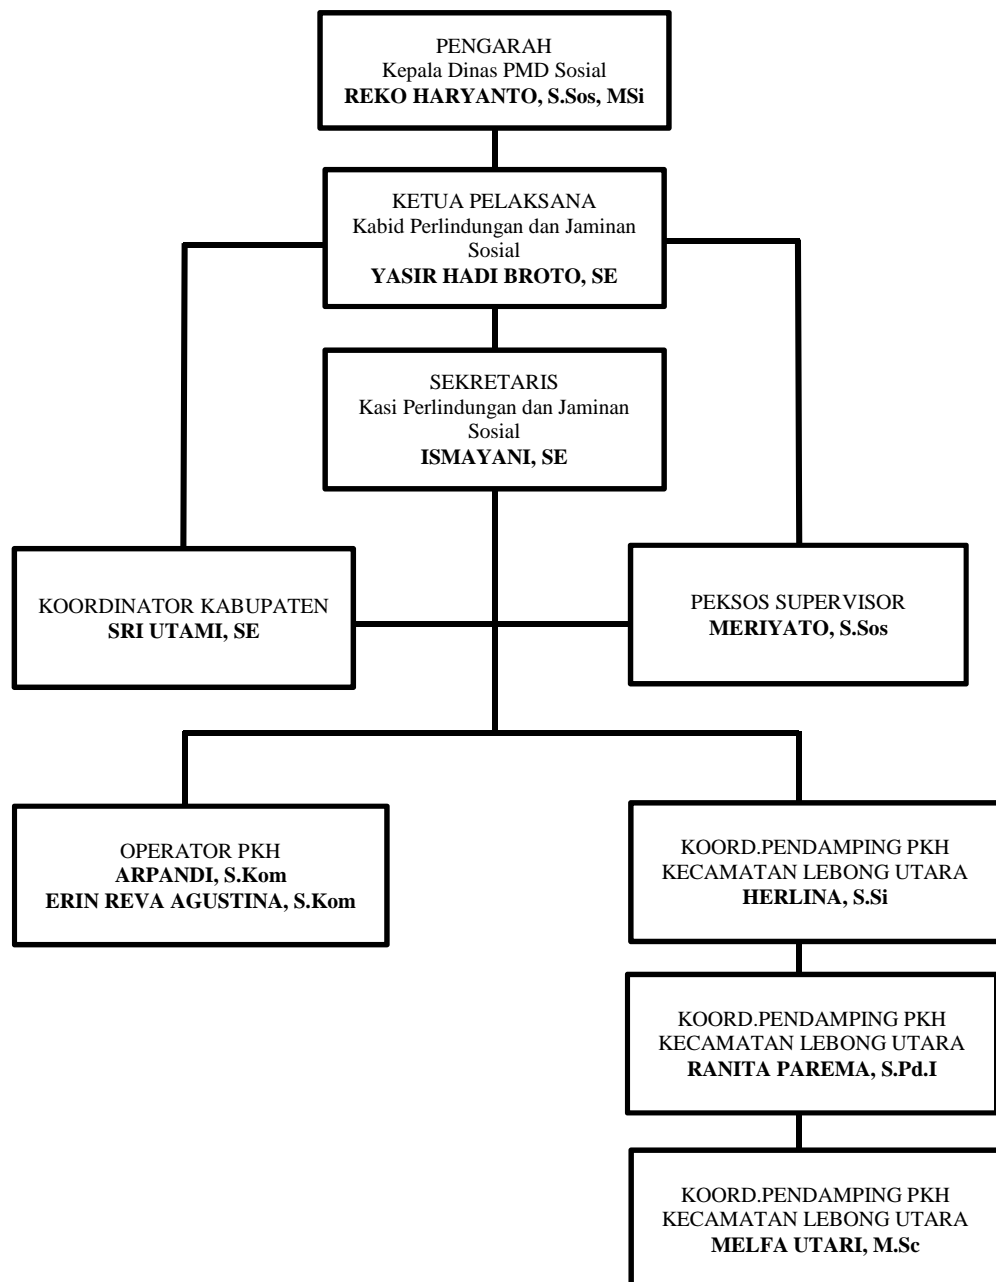 PENGARAH
Kepala Dinas PMD Sosial
REKO HARYANTO, S.Sos, MSi
KETUA PELAKSANA
Kabid Perlindungan dan Jaminan
Sosial
YASIR HADI BROTO, SE
SEKRETARIS
Kasi Perlindungan dan Jaminan
Sosial
ISMAYANI, SE
KOORDINATOR KABUPATEN
SRI UTAMI, SE
PEKSOS SUPERVISOR
MERIYATO, S.Sos
OPERATOR PKH
ARPANDI, S.Kom
ERIN REVA AGUSTINA, S.Kom
KOORD.PENDAMPING PKH
KECAMATAN LEBONG UTARA
HERLINA, S.Si
KOORD.PENDAMPING PKH
KECAMATAN LEBONG UTARA
RANITA PAREMA, S.Pd.I
KOORD.PENDAMPING PKH
KECAMATAN LEBONG UTARA
MELFA UTARI, M.Sc